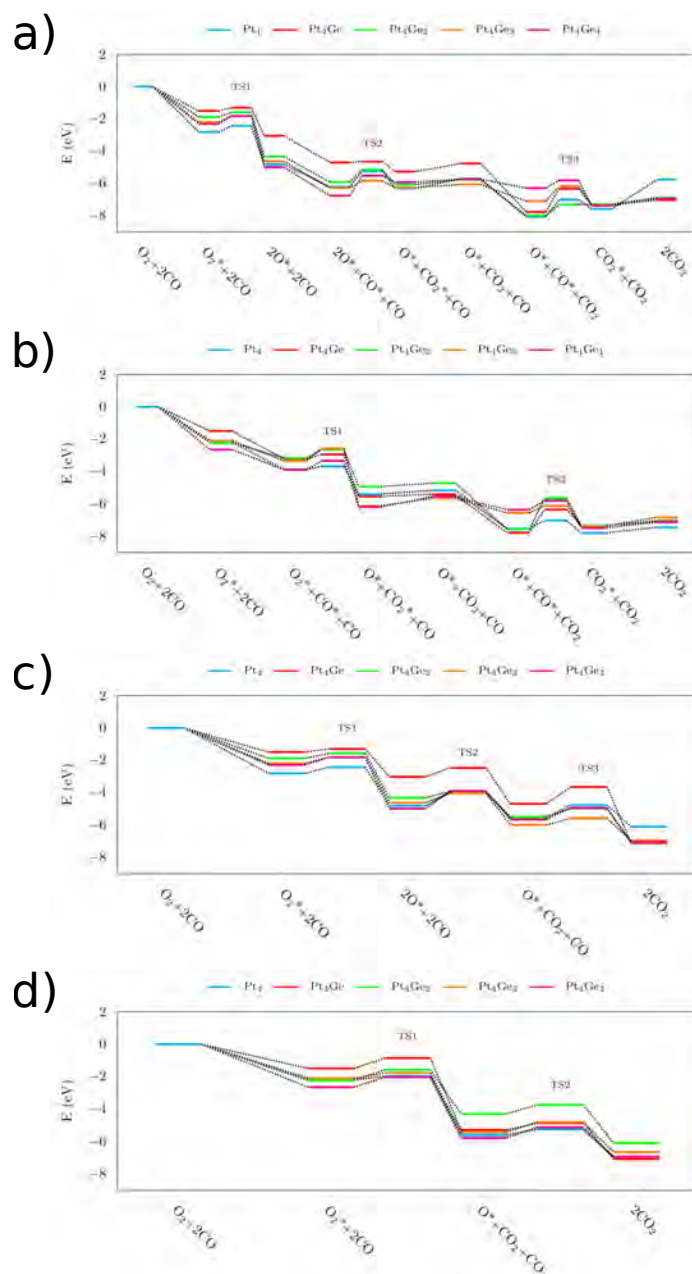 a)
Pt₄ Pt₄Ge Pt₄Ge₂ Pt₄Ge₃ Pt₄Ge₄
E (eV)
2
0
−2
−4
−6
−8
TS1
TS2
TS3
O₂+2CO
O₂*+2CO
2O*+2CO
2O*+CO*+CO
O*+CO₂*+CO
O*+CO₂+CO
O*+CO*+CO₂
CO₂*+CO₂
2CO₂
b)
Pt₄ Pt₄Ge Pt₄Ge₂ Pt₄Ge₃ Pt₄Ge₄
E (eV)
2
0
−2
−4
−6
−8
TS1
TS2
O₂+2CO
O₂*+2CO
O₂*+CO*+CO
O*+CO₂*+CO
O*+CO₂+CO
O*+CO*+CO₂
CO₂*+CO₂
2CO₂
c)
Pt₄ Pt₄Ge Pt₄Ge₂ Pt₄Ge₃ Pt₄Ge₄
E (eV)
2
0
−2
−4
−6
−8
TS1
TS2
TS3
O₂+2CO
O₂*+2CO
2O*+2CO
O*+CO₂+CO
2CO₂
d)
Pt₄ Pt₄Ge Pt₄Ge₂ Pt₄Ge₃ Pt₄Ge₄
E (eV)
2
0
−2
−4
−6
−8
TS1
TS2
O₂+2CO
O₂*+2CO
O*+CO₂+CO
2CO₂